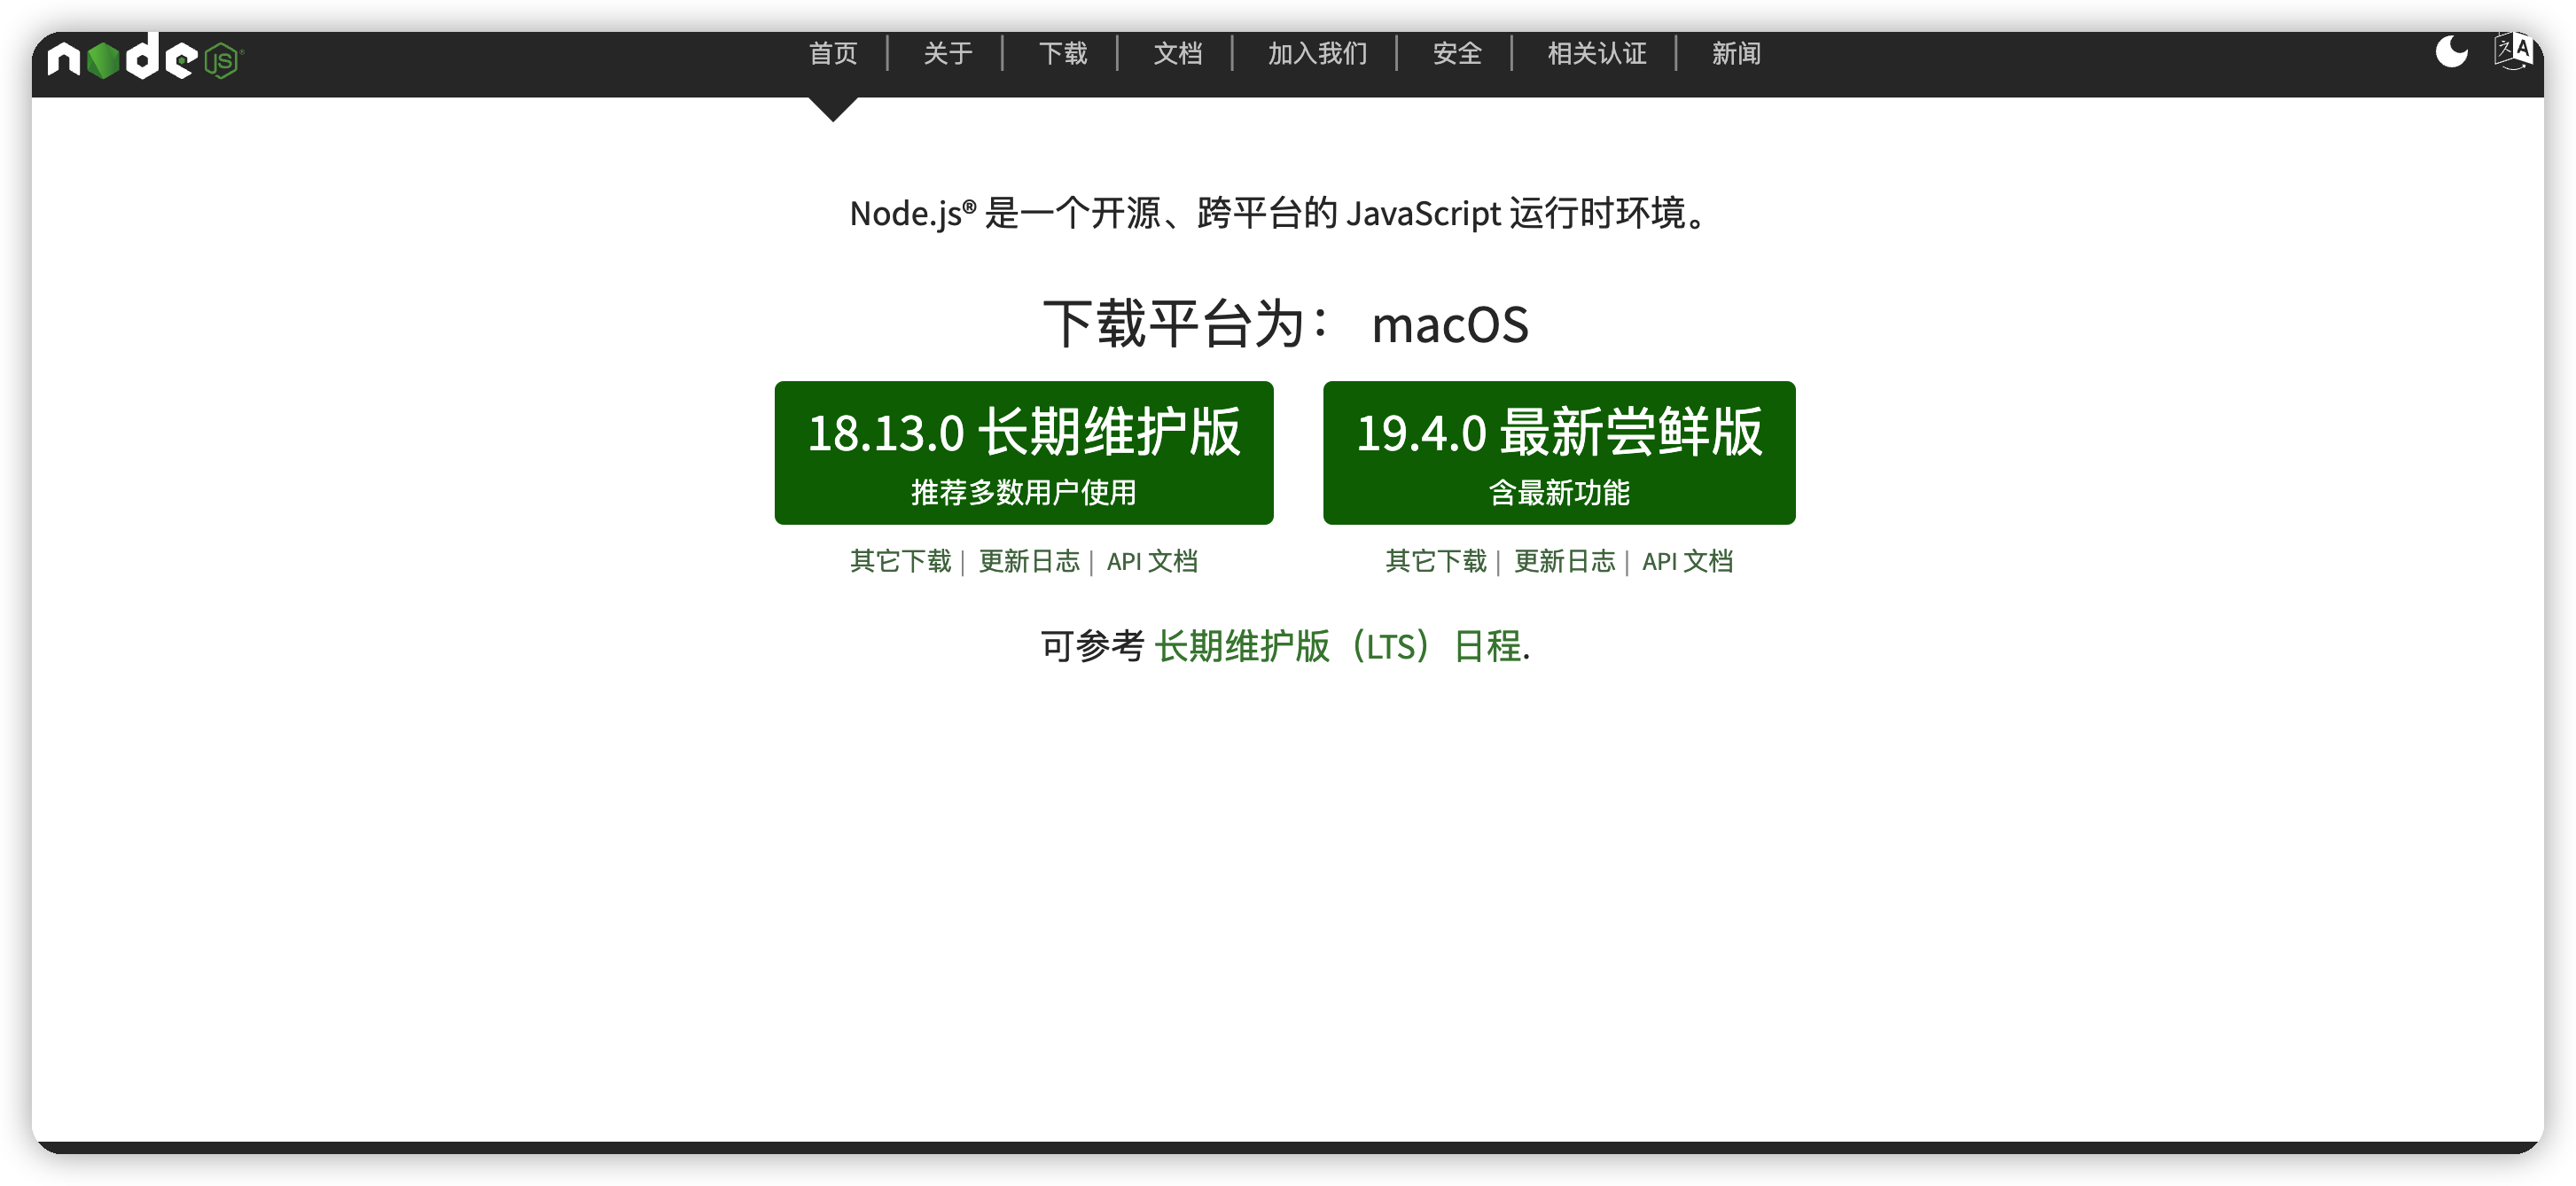 node JS
首页 | 关于 | 下载 | 文档 | 加入我们 | 安全 | 相关认证 | 新闻
Node.js® 是一个开源、跨平台的 JavaScript 运行时环境。
下载平台为： macOS
18.13.0 长期维护版
推荐多数用户使用
19.4.0 最新尝鲜版
含最新功能
其它下载 | 更新日志 | API 文档
其它下载 | 更新日志 | API 文档
可参考 长期维护版（LTS）日程.